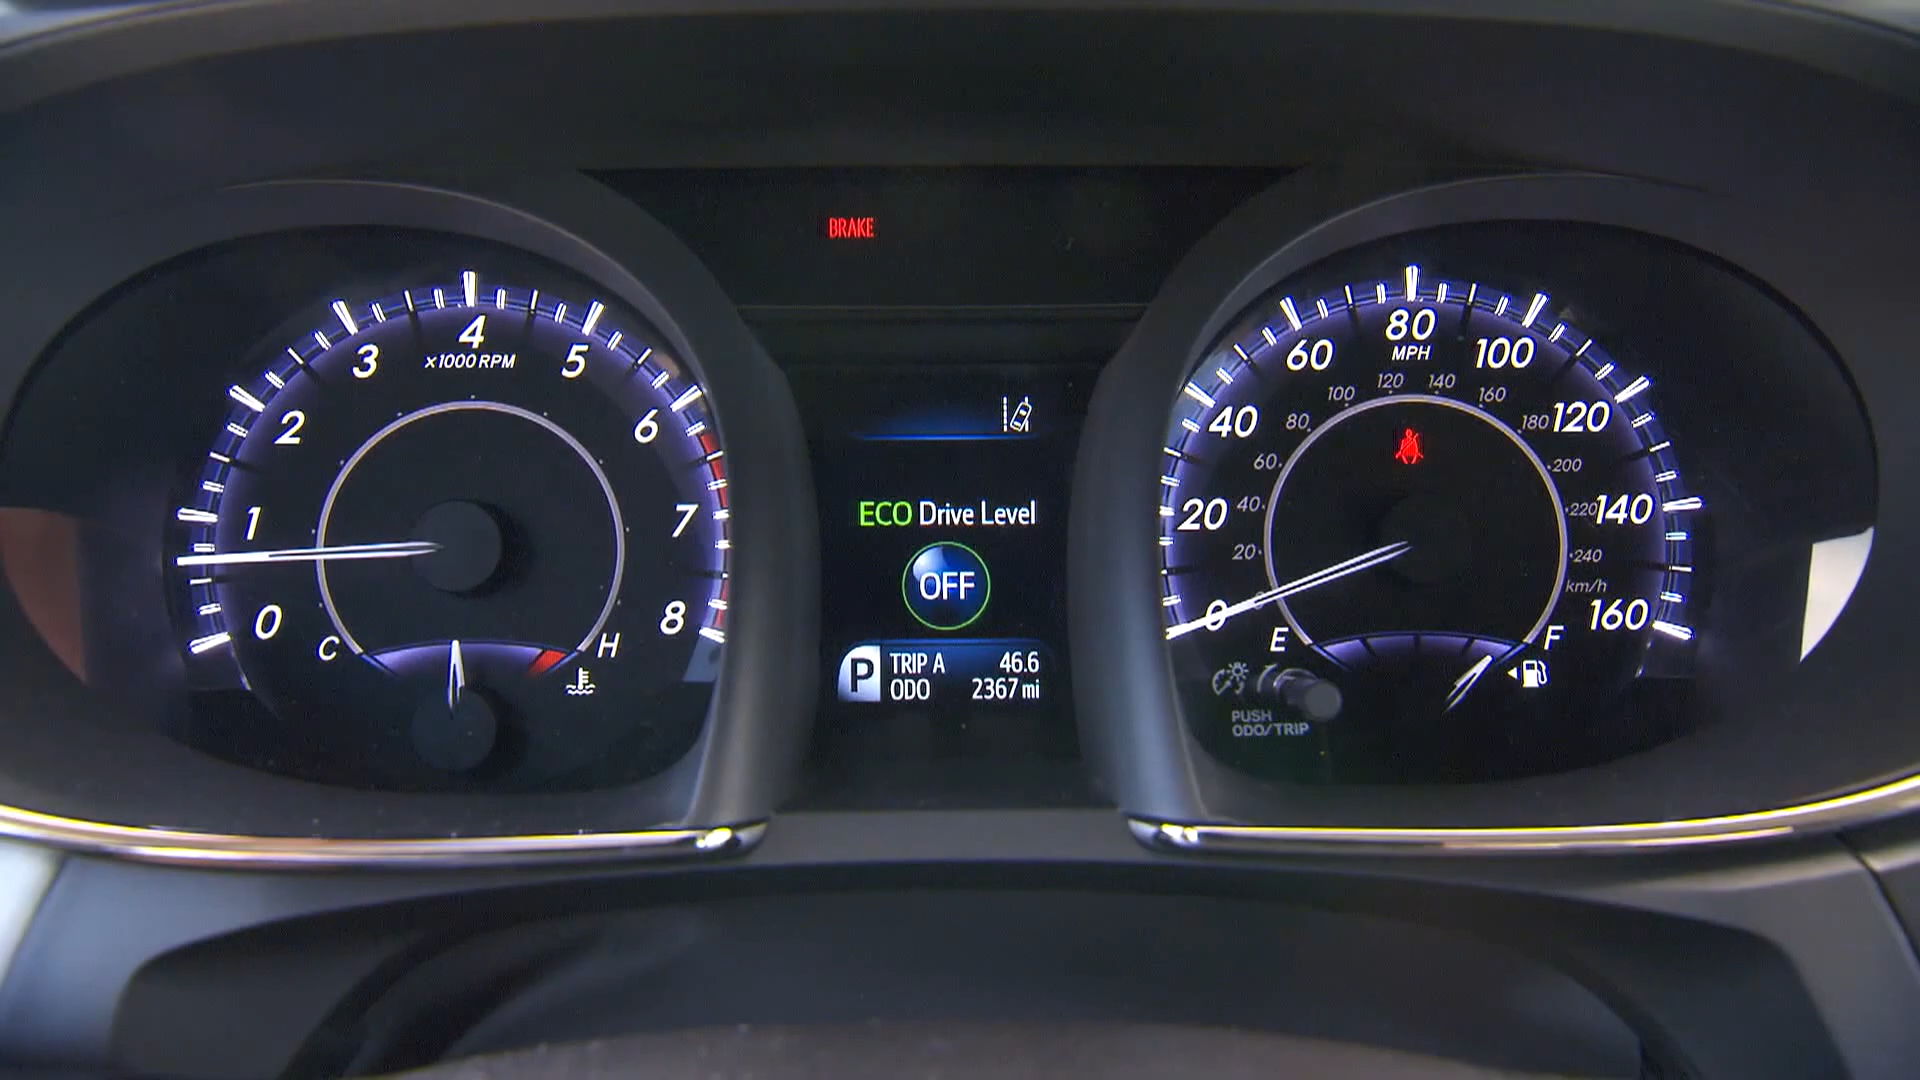 BRAKE
0
1
2
3
4
5
6
7
8
x1000 RPM
C
H
ECO Drive Level
OFF
P
TRIP A 46.6
ODO 2367 mi
0
20
40
60
80
100
120
140
160
MPH
20
40
60
80
100
120
140
160
180
200
220
240
km/h
E
F
PUSH
ODO/TRIP